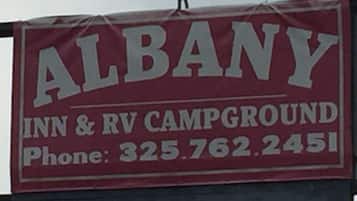 ALBANY
INN & RV CAMPGROUND
Phone: 325.762.2451